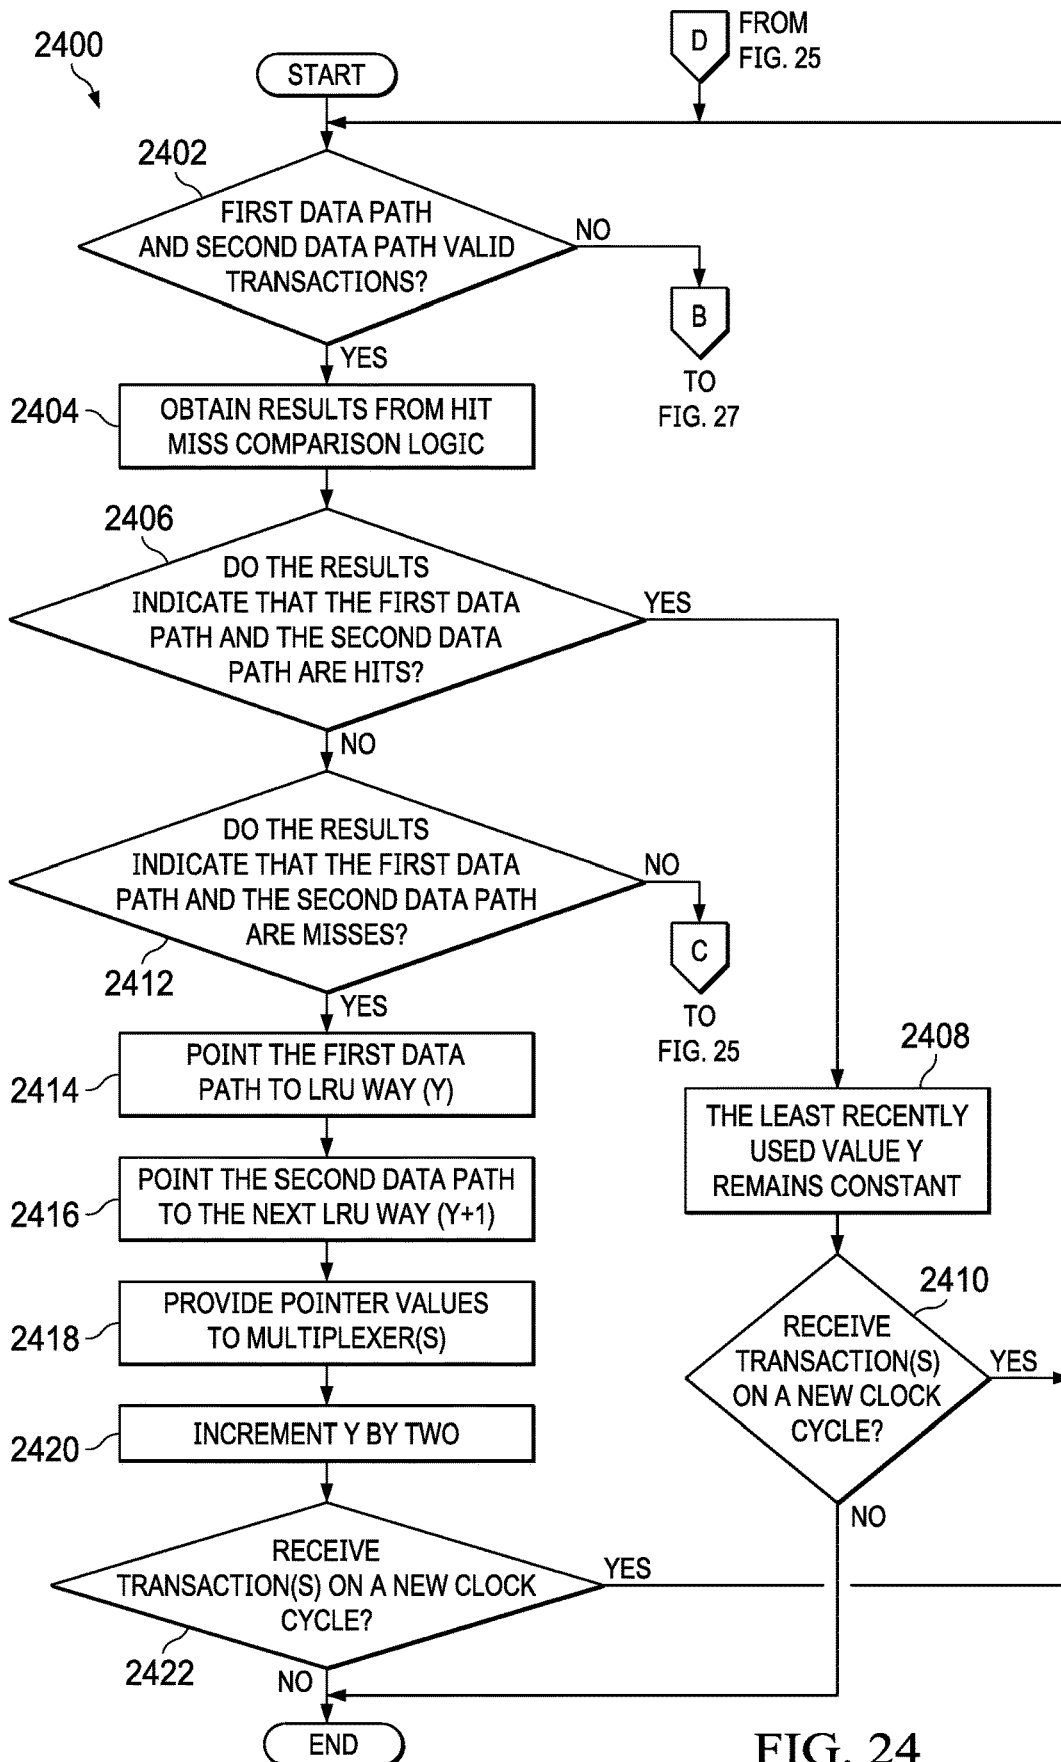 2400
START
D
FROM
FIG. 25
2402
FIRST DATA PATH
AND SECOND DATA PATH VALID
TRANSACTIONS?
NO
B
TO
FIG. 27
YES
2404
OBTAIN RESULTS FROM HIT
MISS COMPARISON LOGIC
2406
DO THE RESULTS
INDICATE THAT THE FIRST DATA
PATH AND THE SECOND DATA
PATH ARE HITS?
YES
NO
DO THE RESULTS
INDICATE THAT THE FIRST DATA
PATH AND THE SECOND DATA PATH
ARE MISSES?
NO
C
TO
FIG. 25
2412
YES
2414
POINT THE FIRST DATA
PATH TO LRU WAY (Y)
2408
THE LEAST RECENTLY
USED VALUE Y
REMAINS CONSTANT
2416
POINT THE SECOND DATA PATH
TO THE NEXT LRU WAY (Y+1)
2418
PROVIDE POINTER VALUES
TO MULTIPLEXER(S)
2410
RECEIVE
TRANSACTION(S)
ON A NEW CLOCK
CYCLE?
YES
NO
2420
INCREMENT Y BY TWO
RECEIVE
TRANSACTION(S) ON A NEW CLOCK
CYCLE?
YES
2422
NO
END
FIG. 24